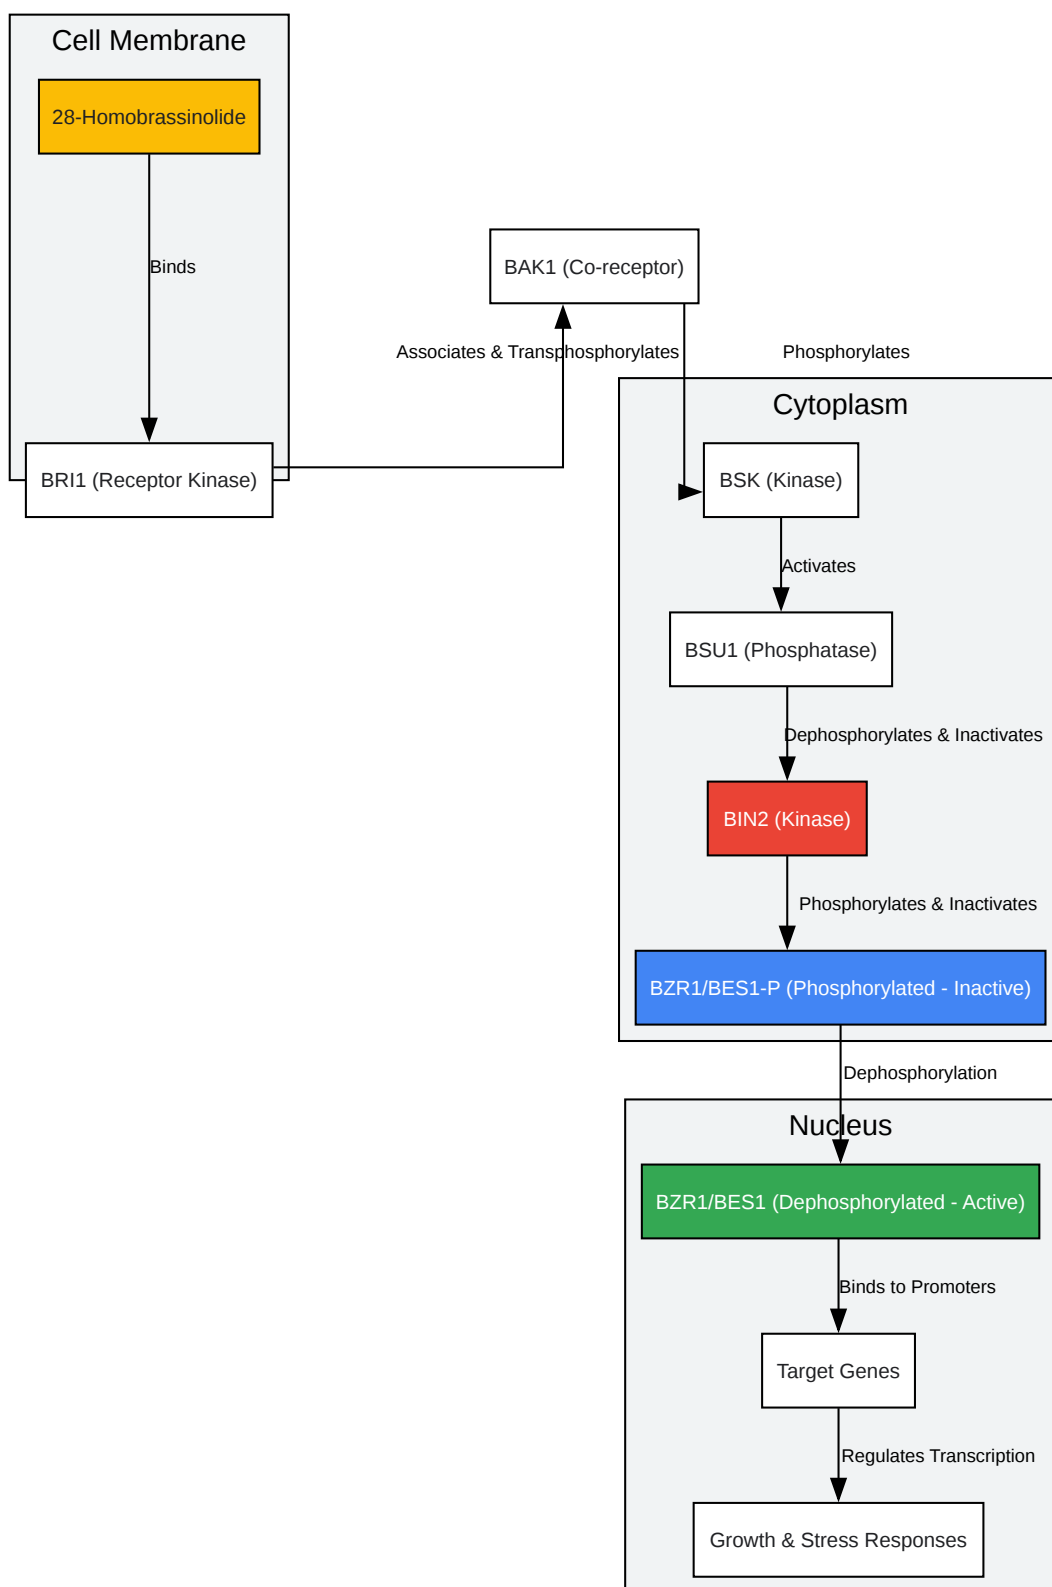 Cell Membrane
28-Homobrassinolide
Binds
BAK1 (Co-receptor)
Associates & Transphosphorylates
Phosphorylates
Cytoplasm
BRI1 (Receptor Kinase)
BSK (Kinase)
Activates
BSU1 (Phosphatase)
Dephosphorylates & Inactivates
BIN2 (Kinase)
Phosphorylates & Inactivates
BZR1/BES1-P (Phosphorylated - Inactive)
Dephosphorylation
Nucleus
BZR1/BES1 (Dephosphorylated - Active)
Binds to Promoters
Target Genes
Regulates Transcription
Growth & Stress Responses